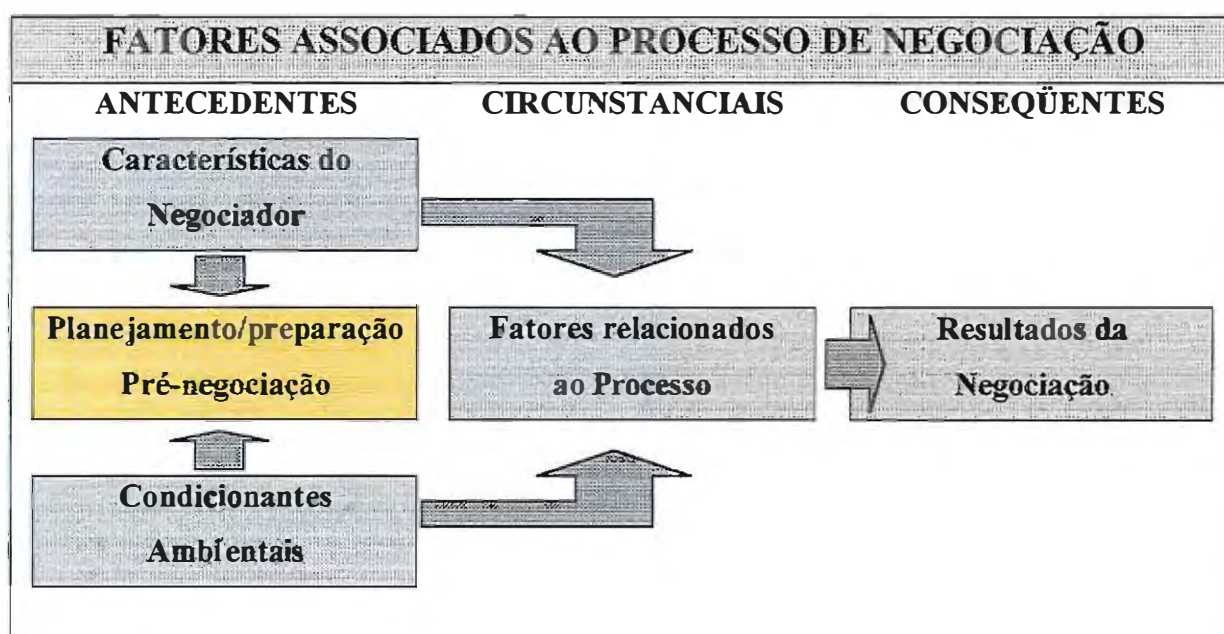 FATORES ASSOCIADOS AO PROCESSO DE NEGOCIAÇÃO
ANTECEDENTES
CIRCUNSTANCIAIS
CONSEQÜENTES
Características do
Negociador
Planejamento/preparação
Pré-negociação
Fatores relacionados
ao Processo
Resultados da
Negociação
Condicionantes
Ambientais